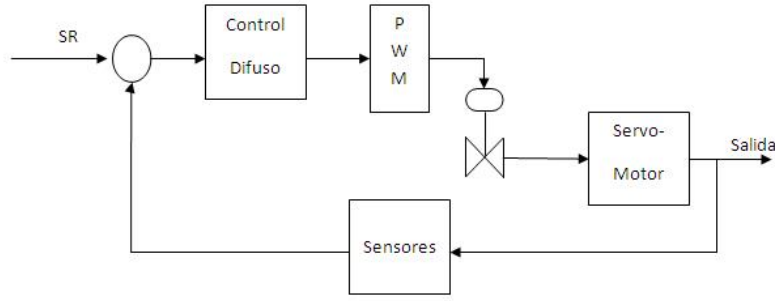 SR
Control
Difuso
P
W
M
Servo-
Motor
Salida
Sensores